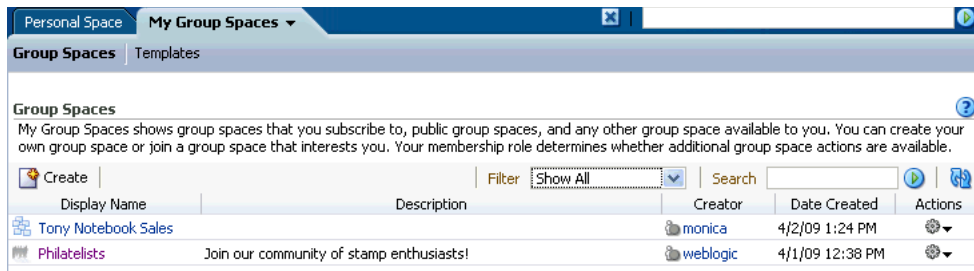 Personal Space My Group Spaces
Group Spaces Templates
Group Spaces
My Group Spaces shows group spaces that you subscribe to, public group spaces, and any other group space available to you. You can create your
own group space or join a group space that interests you. Your membership role determines whether additional group space actions are available.
Create Filter Show All Search
Display Name Description Creator Date Created Actions
Tony Notebook Sales monica 4/2/09 1:24 PM
Philatelists Join our community of stamp enthusiasts! weblogic 4/1/09 12:38 PM